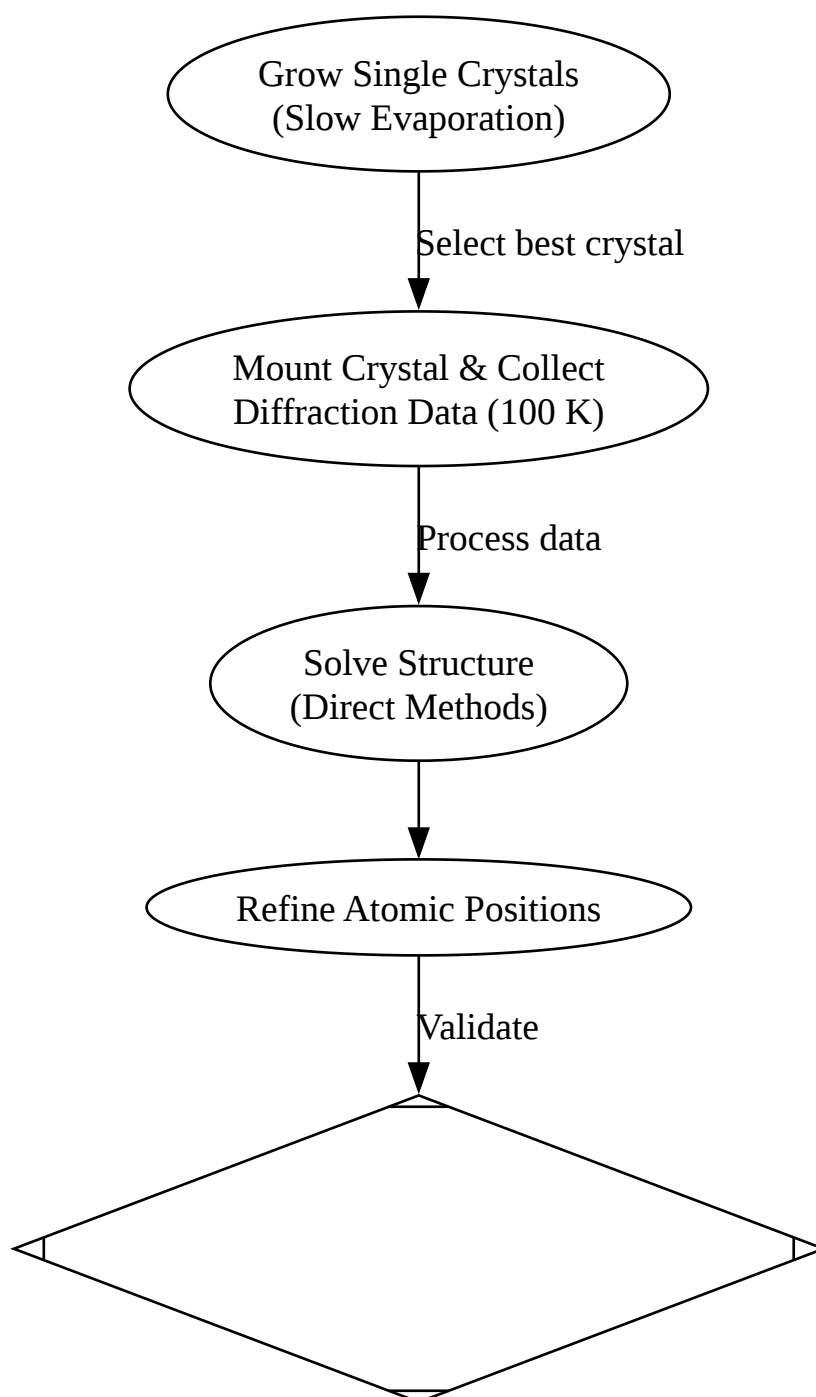 Grow Single Crystals
(Slow Evaporation)
Select best crystal
Mount Crystal & Collect
Diffraction Data (100 K)
Process data
Solve Structure
(Direct Methods)
Refine Atomic Positions
Validate